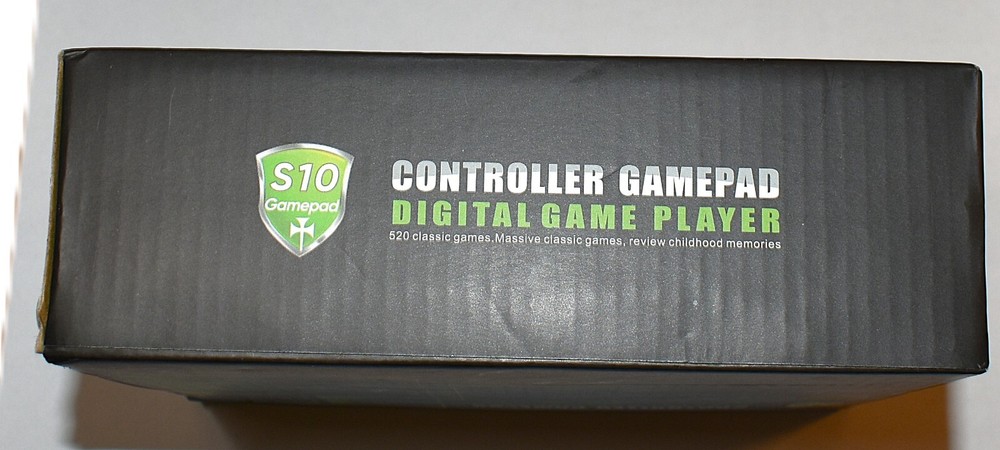 S10
Gamepad
CONTROLLER GAMEPAD
DIGITAL GAME PLAYER
520 classic games.Massive classic games, review childhood memories